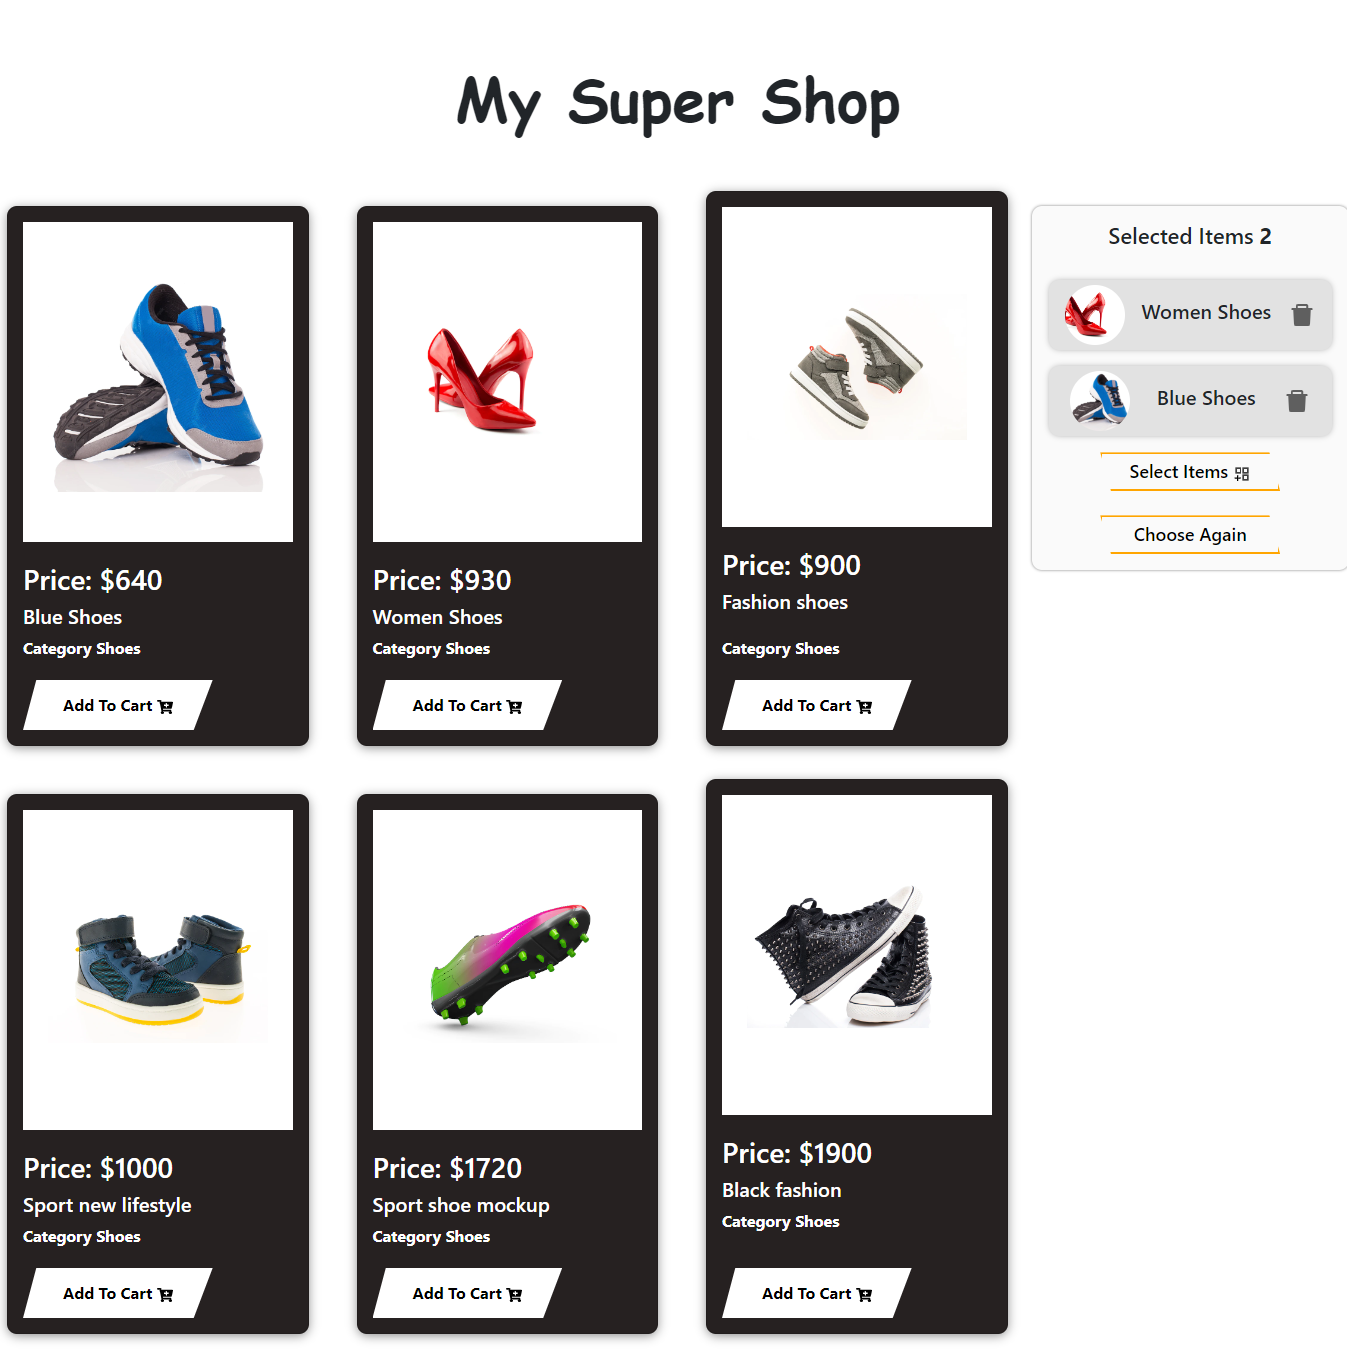 My Super Shop
Price: $640
Blue Shoes
Category Shoes
Add To Cart
Price: $930
Women Shoes
Category Shoes
Add To Cart
Price: $900
Fashion shoes
Category Shoes
Add To Cart
Selected Items 2
Women Shoes
Blue Shoes
Select Items
Choose Again
Price: $1000
Sport new lifestyle
Category Shoes
Add To Cart
Price: $1720
Sport shoe mockup
Category Shoes
Add To Cart
Price: $1900
Black fashion
Category Shoes
Add To Cart